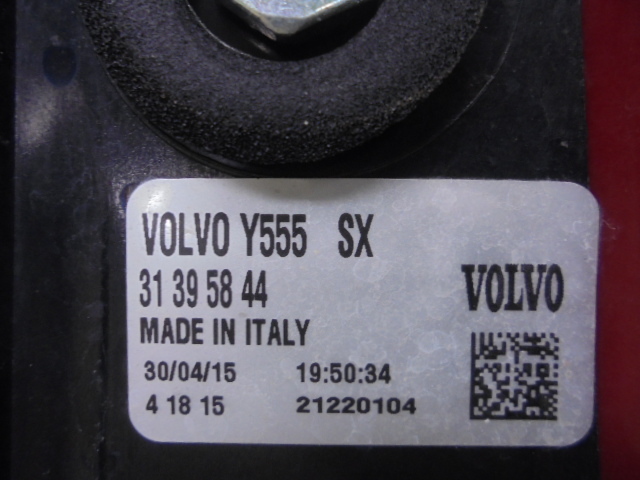 VOLVO Y555 SX
31 39 58 44
VOLVO
MADE IN ITALY
30/04/15 19:50:34
4 18 15 21220104